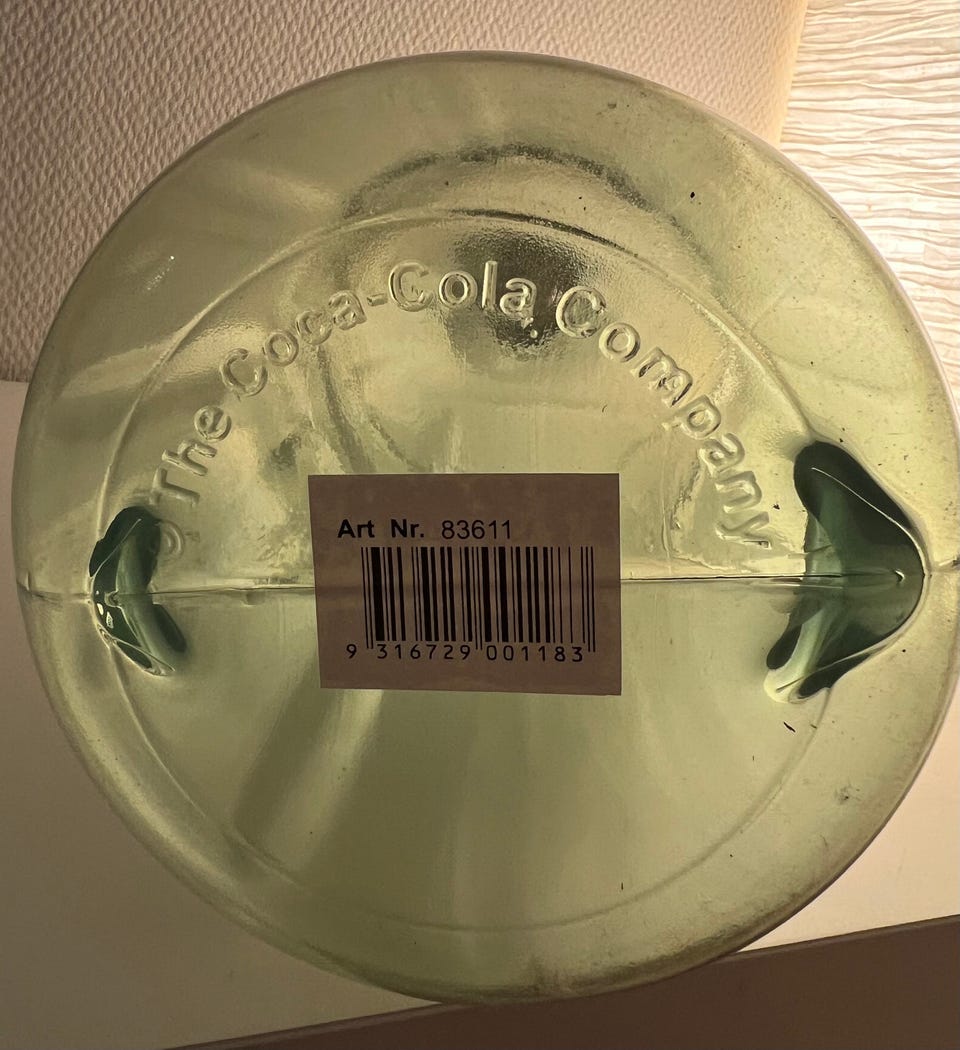 © The Coca-Cola Company
Art Nr. 83611
9 316729 001183